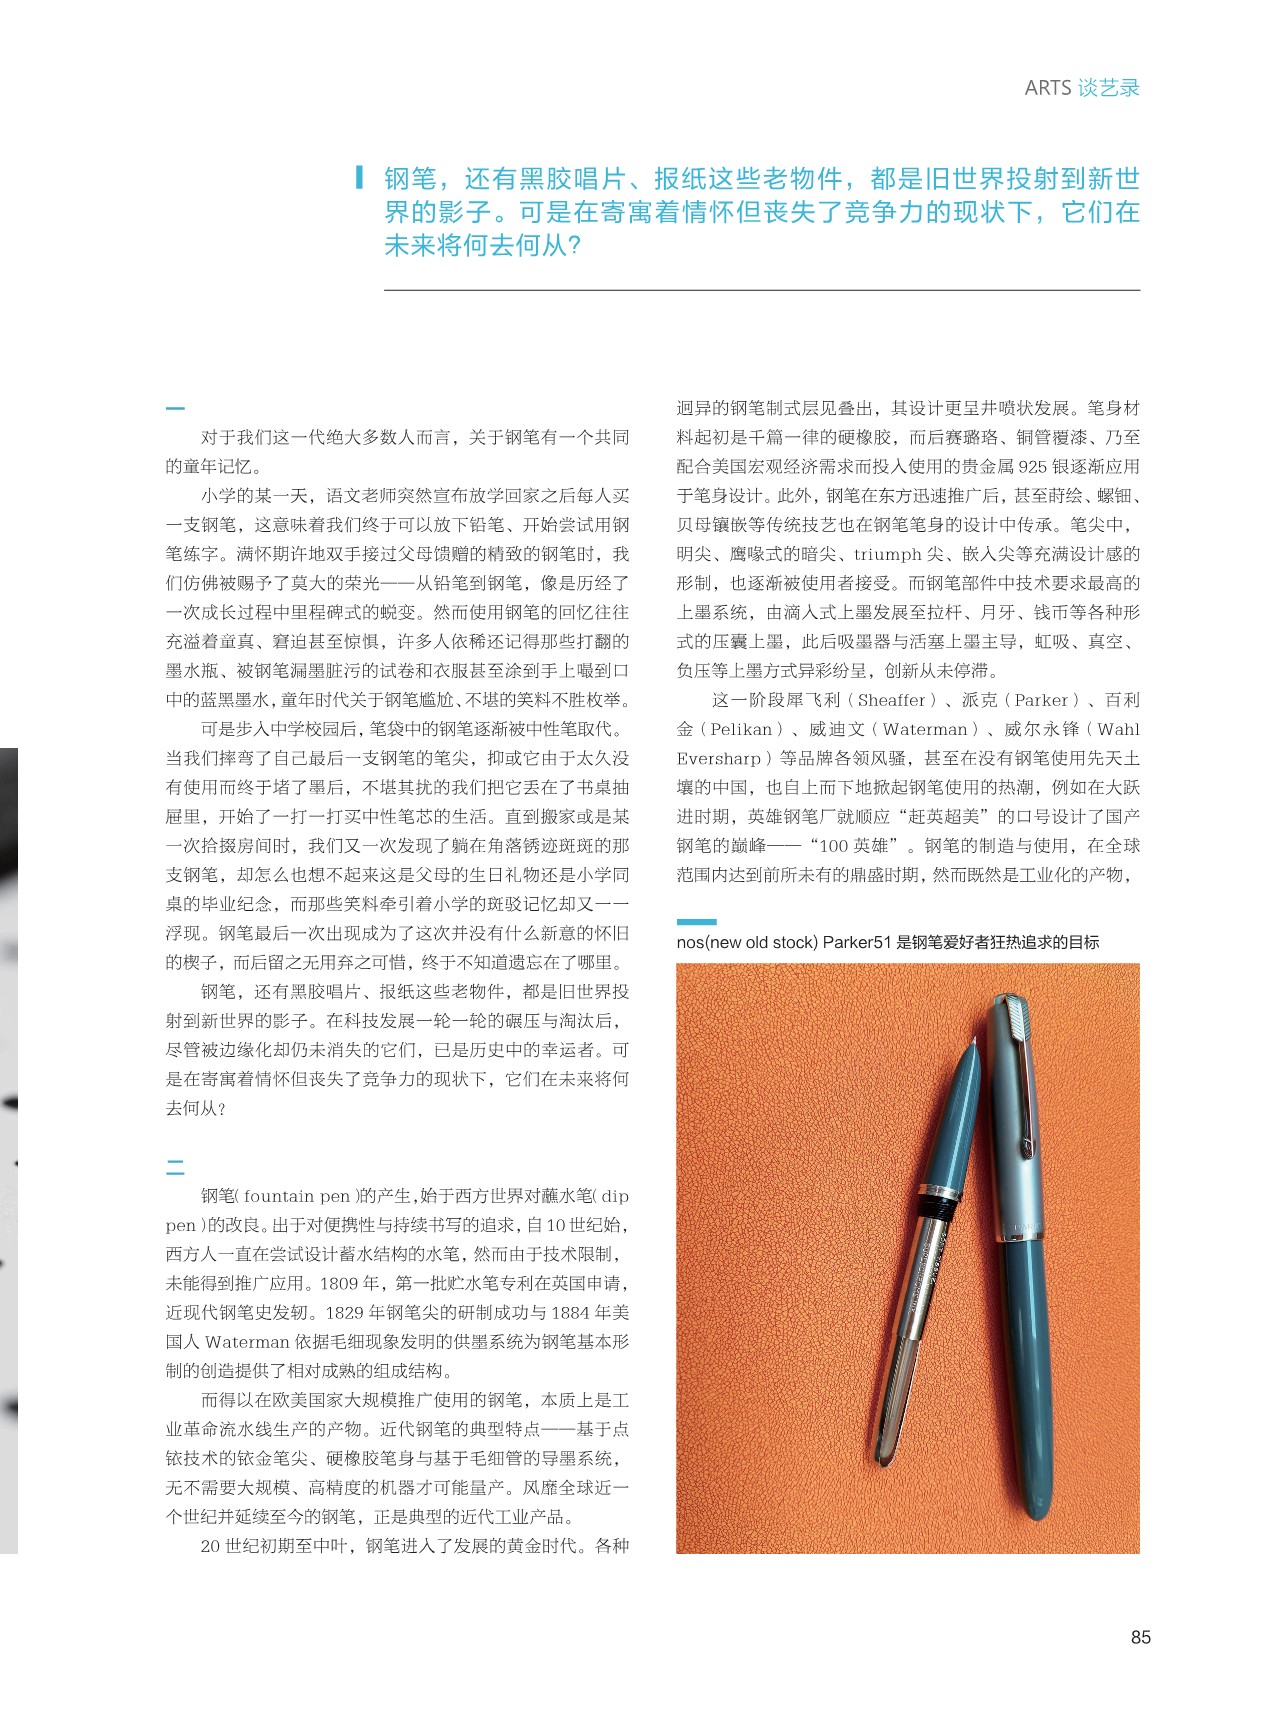 ARTS 谈艺录
钢笔，还有黑胶唱片、报纸这些老物件，都是旧世界投射到新世
界的影子。可是在寄寓着情怀但丧失了竞争力的现状下，它们在
未来将何去何从？
一
对于我们这一代绝大多数人而言，关于钢笔有一个共同
的童年记忆。
小学的某一天，语文老师突然宣布放学回家之后每人买
一支钢笔，这意味着我们终于可以放下铅笔、开始尝试用钢
笔练字。满怀期许地双手接过父母馈赠的精致的钢笔时，我
们仿佛被赐予了莫大的荣光——从铅笔到钢笔，像是历经了
一次成长过程中里程碑式的蜕变。然而使用钢笔的回忆往往
充溢着童真、窘迫甚至惊惧，许多人依稀还记得那些打翻的
墨水瓶、被钢笔漏墨脏污的试卷和衣服甚至涂到手上嘬到口
中的蓝黑墨水，童年时代关于钢笔尴尬、不堪的笑料不胜枚举。
可是步入中学校园后，笔袋中的钢笔逐渐被中性笔取代。
当我们摔弯了自己最后一支钢笔的笔尖，抑或它由于太久没
有使用而终于堵了墨后，不堪其扰的我们把它丢在了书桌抽
屉里，开始了一打一打买中性笔芯的生活。直到搬家或是某
一次拾掇房间时，我们又一次发现了躺在角落锈迹斑斑的那
支钢笔，却怎么也想不起来这是父母的生日礼物还是小学同
桌的毕业纪念，而那些笑料牵引着小学的斑驳记忆却又一一
浮现。钢笔最后一次出现成为了这次并没有什么新意的怀旧
的楔子，而后留之无用弃之可惜，终于不知道遗忘在了哪里。
钢笔，还有黑胶唱片、报纸这些老物件，都是旧世界投
射到新世界的影子。在科技发展一轮一轮的碾压与淘汰后，
尽管被边缘化却仍未消失的它们，已是历史中的幸运者。可
是在寄寓着情怀但丧失了竞争力的现状下，它们在未来将何
去何从？
二
钢笔（fountain pen）的产生，始于西方世界对蘸水笔（dip
pen）的改良。出于对便携性与持续书写的追求，自 10 世纪始，
西方人一直在尝试设计蓄水结构的水笔，然而由于技术限制，
未能得到推广应用。1809 年，第一批贮水笔专利在英国申请，
近现代钢笔史发轫。1829 年钢笔尖的研制成功与 1884 年美
国人 Waterman 依据毛细现象发明的供墨系统为钢笔基本形
制的创造提供了相对成熟的组成结构。
而得以在欧美国家大规模推广使用的钢笔，本质上是工
业革命流水线生产的产物。近代钢笔的典型特点——基于点
铱技术的铱金笔尖、硬橡胶笔身与基于毛细管的导墨系统，
无不需要大规模、高精度的机器才可能量产。风靡全球近一
个世纪并延续至今的钢笔，正是典型的近代工业产品。
20 世纪初期至中叶，钢笔进入了发展的黄金时代。各种
迥异的钢笔制式层见叠出，其设计更呈井喷状发展。笔身材
料起初是千篇一律的硬橡胶，而后赛璐珞、铜管覆漆、乃至
配合美国宏观经济需求而投入使用的贵金属 925 银逐渐应用
于笔身设计。此外，钢笔在东方迅速推广后，甚至莳绘、螺钿、
贝母镶嵌等传统技艺也在钢笔笔身的设计中传承。笔尖中，
明尖、鹰喙式的暗尖、triumph 尖、嵌入尖等充满设计感的
形制，也逐渐被使用者接受。而钢笔部件中技术要求最高的
上墨系统，由滴入式上墨发展至拉杆、月牙、钱币等各种形
式的压囊上墨，此后吸墨器与活塞上墨主导，虹吸、真空、
负压等上墨方式异彩纷呈，创新从未停滞。
这一阶段犀飞利（Sheaffer）、派克（Parker）、百利
金（Pelikan）、威迪文（Waterman）、威尔永锋（Wahl
Eversharp）等品牌各领风骚，甚至在没有钢笔使用先天土
壤的中国，也自上而下地掀起钢笔使用的热潮，例如在大跃
进时期，英雄钢笔厂就顺应“赶英超美”的口号设计了国产
钢笔的巅峰——“100 英雄”。钢笔的制造与使用，在全球
范围内达到前所未有的鼎盛时期，然而既然是工业化的产物，
nos(new old stock) Parker51 是钢笔爱好者狂热追求的目标
85